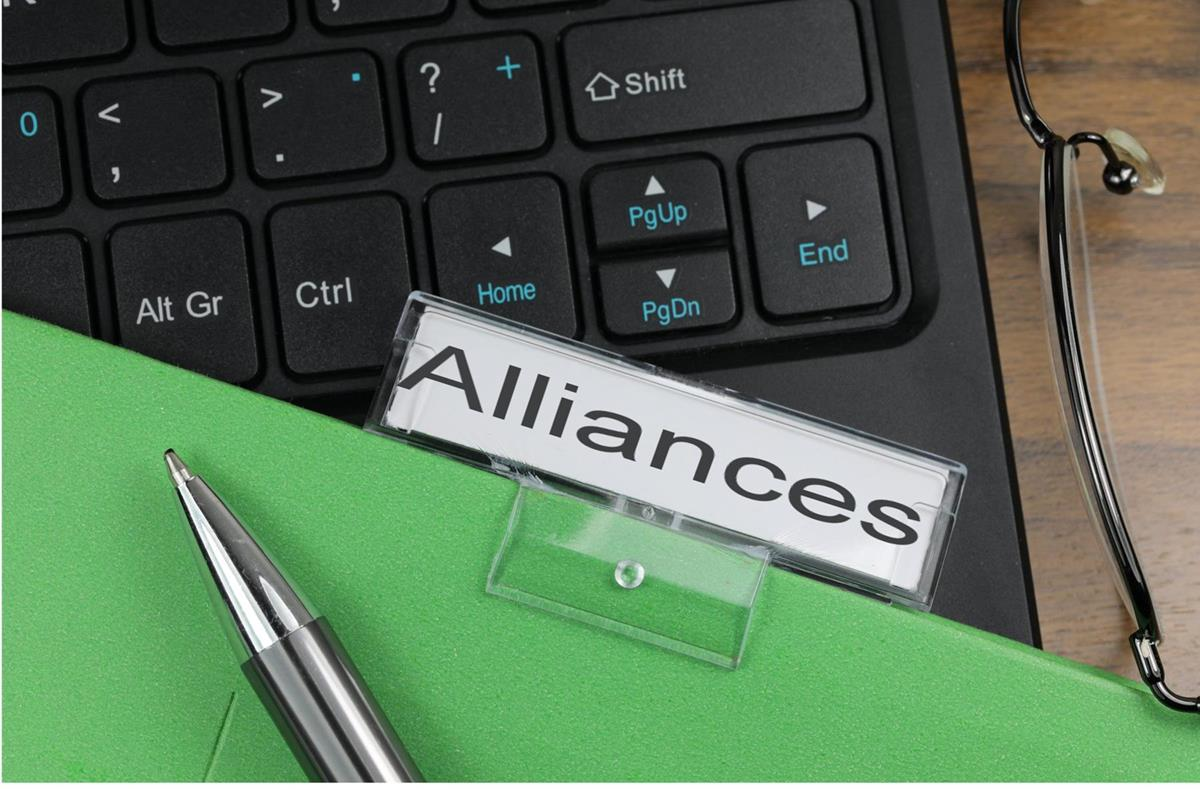 < > . ? +
0 , . / Shift
PgUp
Alt Gr Ctrl Home PgDn End
Alliances